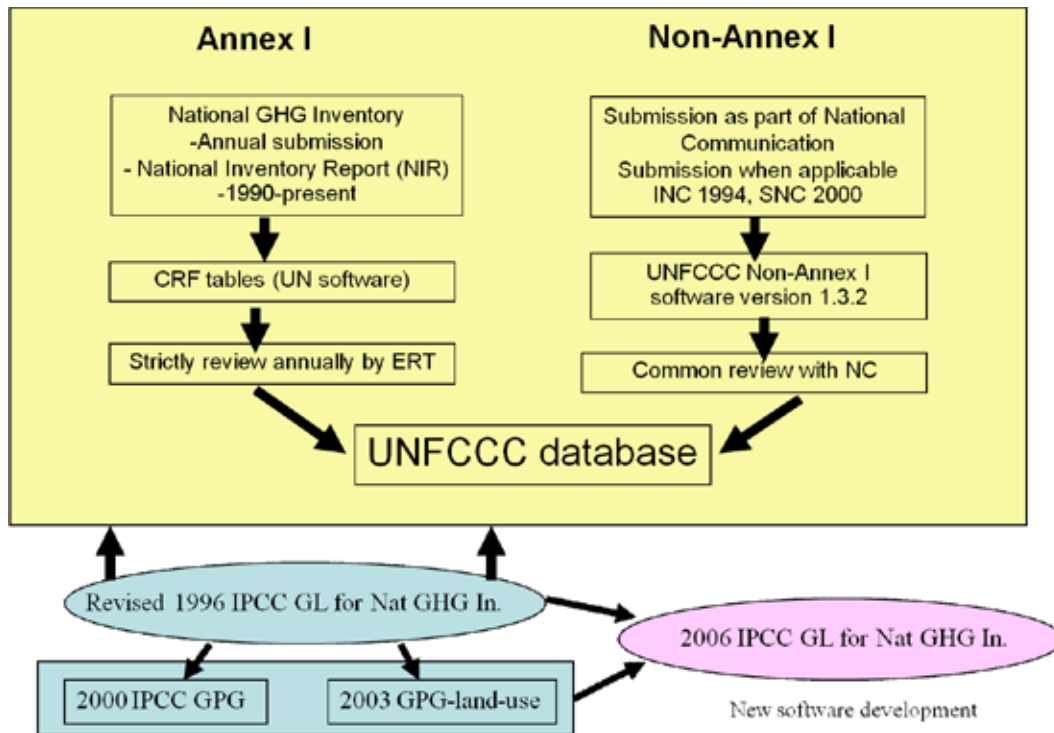 Annex I
National GHG Inventory
-Annual submission
- National Inventory Report (NIR)
-1990-present
CRF tables (UN software)
Strictly review annually by ERT
Non-Annex I
Submission as part of National
Communication
Submission when applicable
INC 1994, SNC 2000
UNFCCC Non-Annex I
software version 1.3.2
Common review with NC
UNFCCC database
Revised 1996 IPCC GL for Nat GHG In.
2000 IPCC GPG
2003 GPG-land-use
2006 IPCC GL for Nat GHG In.
New software development